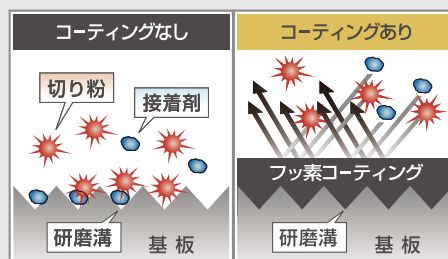 コーティングなし
切り粉
接着剤
研磨溝
基板
コーティングあり
フッ素コーティング
研磨溝
基板